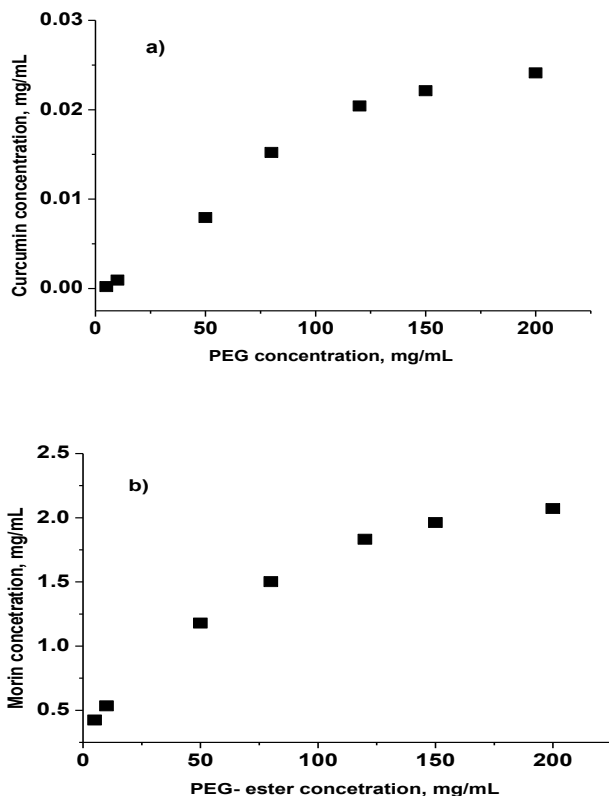 a)
Curcumin concentration, mg/mL
0.03
0.02
0.01
0.00
0 50 100 150 200
PEG concentration, mg/mL
b)
Morin concetration, mg/mL
2.5
2.0
1.5
1.0
0.5
0 50 100 150 200
PEG- ester concetration, mg/mL